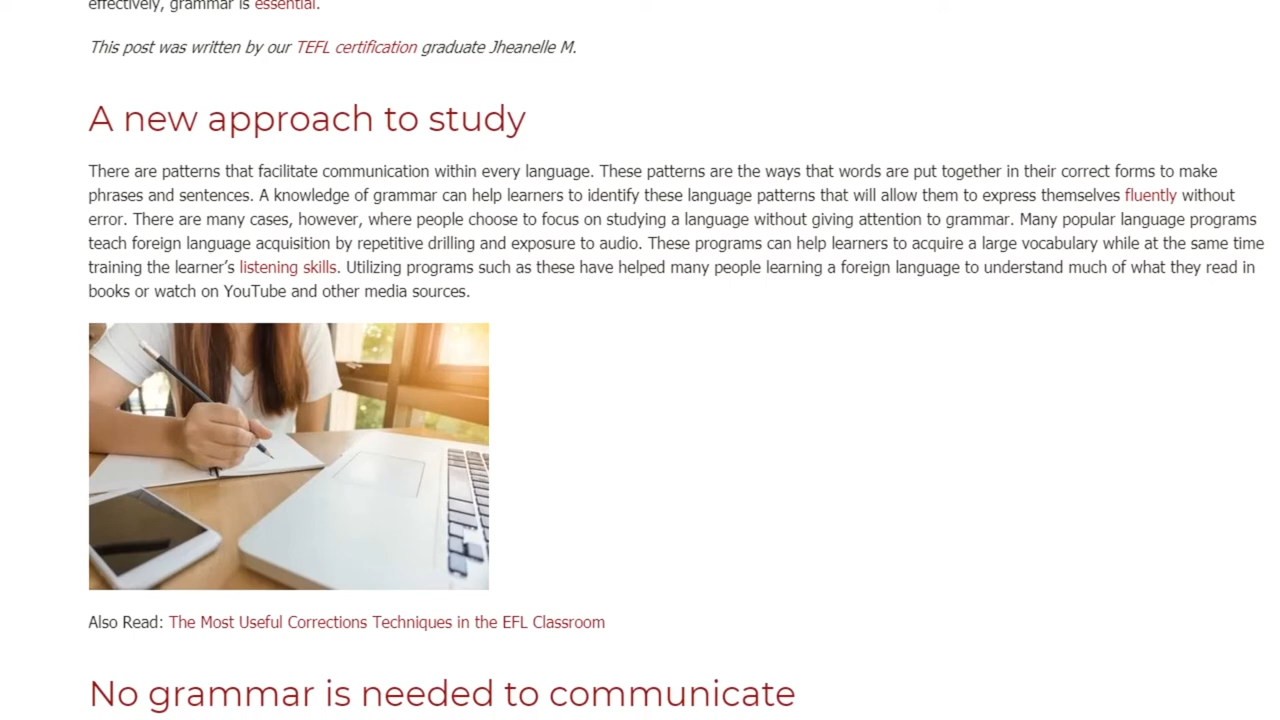 effectively, grammar is essential.
This post was written by our TEFL certification graduate Jheanelle M.
A new approach to study
There are patterns that facilitate communication within every language. These patterns are the ways that words are put together in their correct forms to make
phrases and sentences. A knowledge of grammar can help learners to identify these language patterns that will allow them to express themselves fluently without
error. There are many cases, however, where people choose to focus on studying a language without giving attention to grammar. Many popular language programs
teach foreign language acquisition by repetitive drilling and exposure to audio. These programs can help learners to acquire a large vocabulary while at the same time
training the learner’s listening skills. Utilizing programs such as these have helped many people learning a foreign language to understand much of what they read in
books or watch on YouTube and other media sources.
Also Read: The Most Useful Corrections Techniques in the EFL Classroom
No grammar is needed to communicate